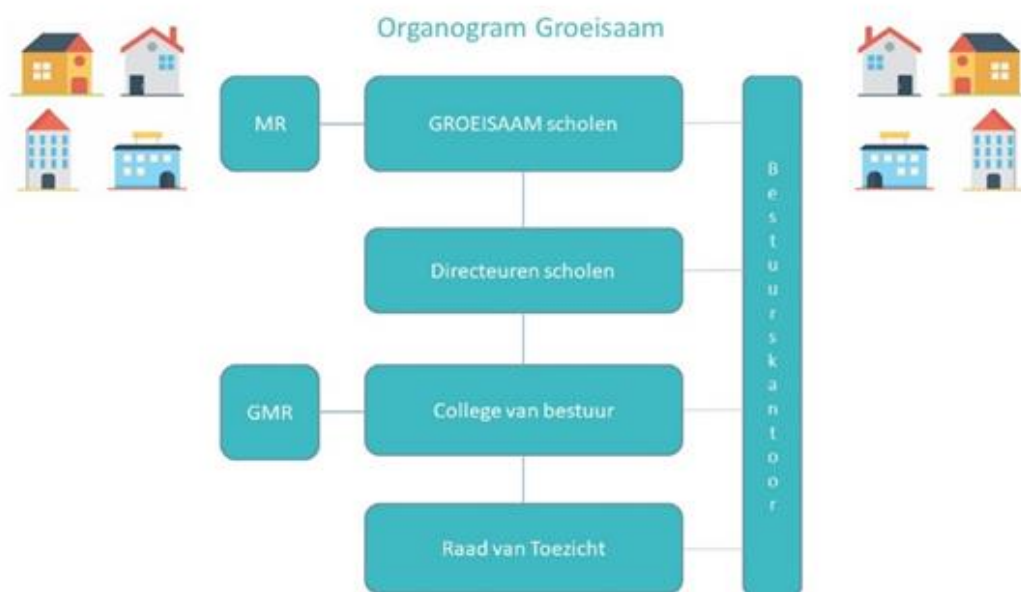 Organogram Groeisaam
MR
GROEISAAM scholen
Directeuren scholen
GMR
College van bestuur
Raad van Toezicht
Bestuurskantoor